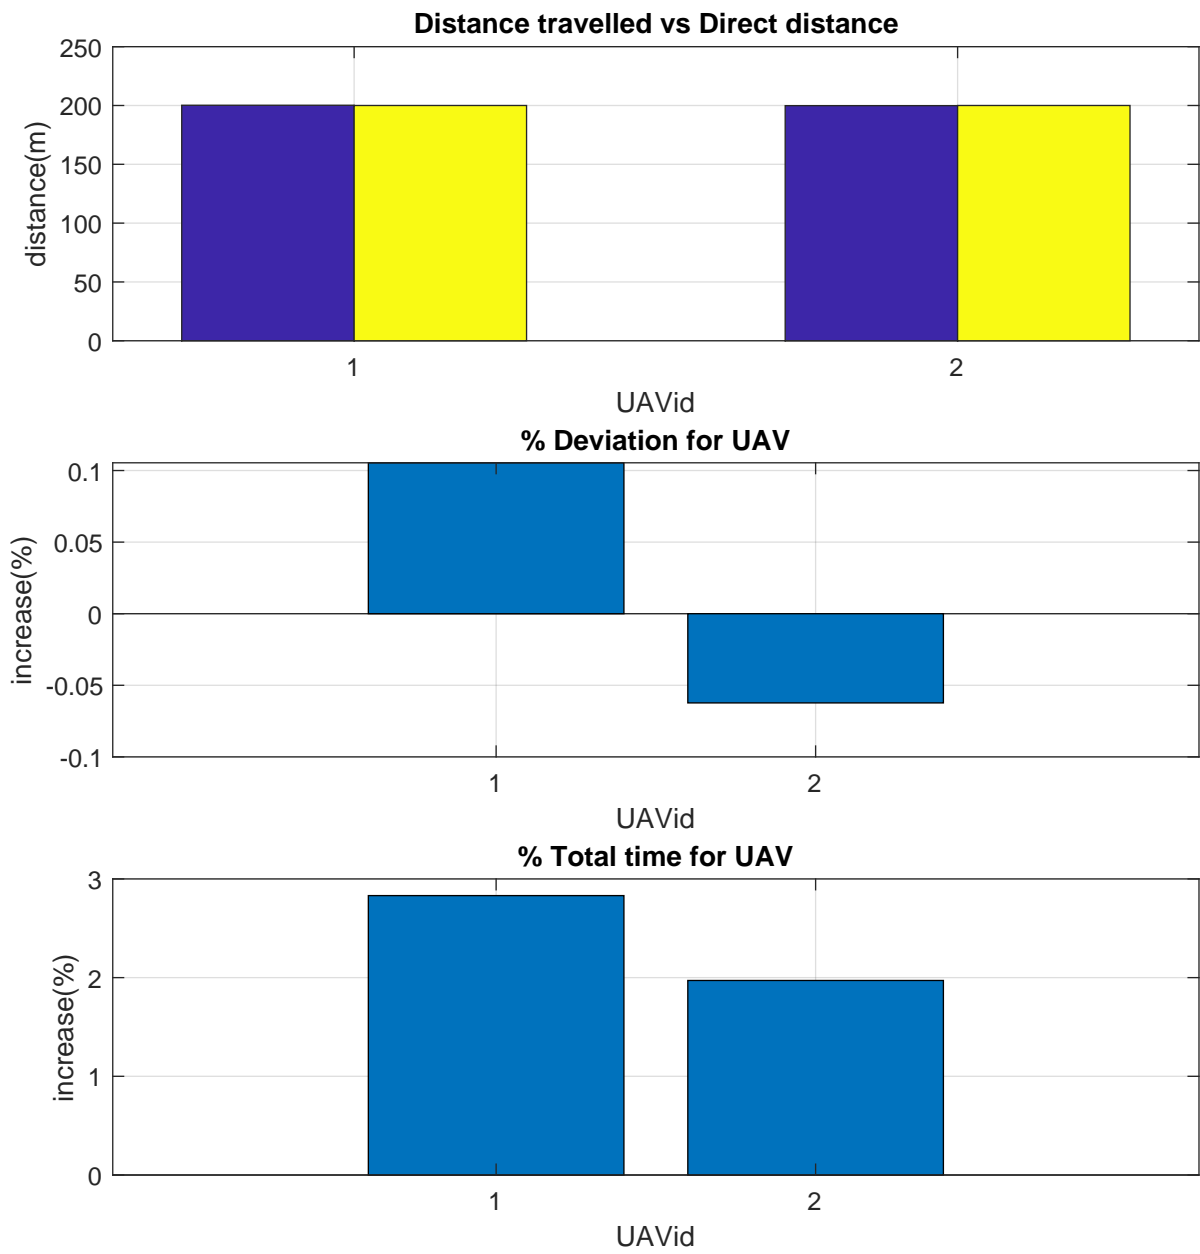 Distance travelled vs Direct distance
250
200
150
100
50
0
distance(m)
1 2
UAVid
% Deviation for UAV
0.1
0.05
0
-0.05
-0.1
increase(%)
1 2
UAVid
% Total time for UAV
3
2
1
0
increase(%)
1 2
UAVid